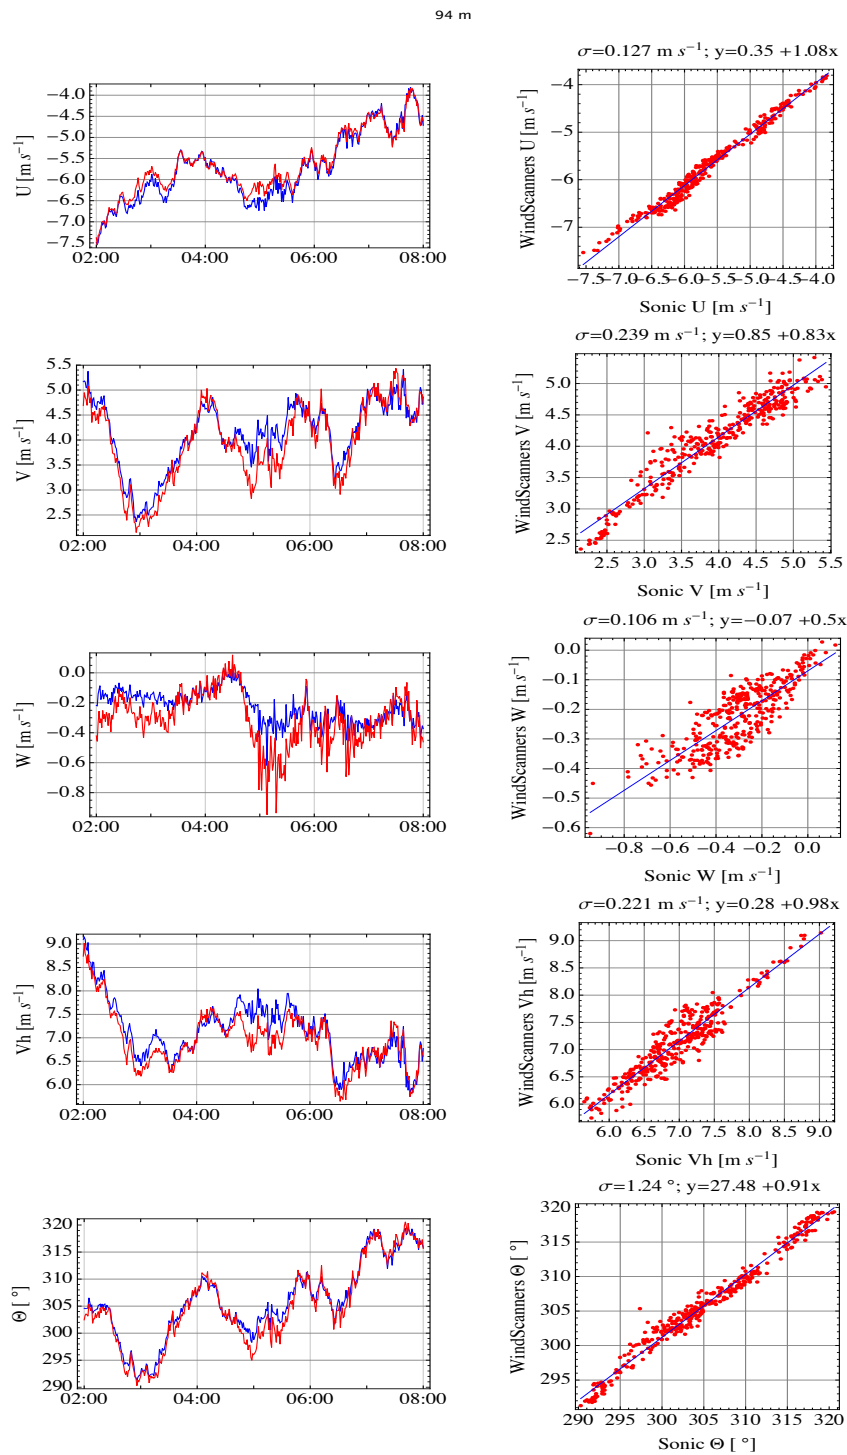 94 m
σ=0.127 m s⁻¹; y=0.35 +1.08x
U [m s⁻¹]
−4.0
−4.5
−5.0
−5.5
−6.0
−6.5
−7.0
−7.5
02:00 04:00 06:00 08:00
WindScanners U [m s⁻¹]
−4
−5
−6
−7
−7.5 −7.0 −6.5 −6.0 −5.5 −5.0 −4.5 −4.0
Sonic U [m s⁻¹]
σ=0.239 m s⁻¹; y=0.85 +0.83x
V [m s⁻¹]
5.5
5.0
4.5
4.0
3.5
3.0
2.5
02:00 04:00 06:00 08:00
WindScanners V [m s⁻¹]
5.0
4.5
4.0
3.5
3.0
2.5
2.5 3.0 3.5 4.0 4.5 5.0 5.5
Sonic V [m s⁻¹]
σ=0.106 m s⁻¹; y=−0.07 +0.5x
W [m s⁻¹]
0.0
−0.2
−0.4
−0.6
−0.8
02:00 04:00 06:00 08:00
WindScanners W [m s⁻¹]
0.0
−0.1
−0.2
−0.3
−0.4
−0.5
−0.6
−0.8 −0.6 −0.4 −0.2 0.0
Sonic W [m s⁻¹]
σ=0.221 m s⁻¹; y=0.28 +0.98x
Vh [m s⁻¹]
9.0
8.5
8.0
7.5
7.0
6.5
6.0
02:00 04:00 06:00 08:00
WindScanners Vh [m s⁻¹]
9.0
8.5
8.0
7.5
7.0
6.5
6.0
6.0 6.5 7.0 7.5 8.0 8.5 9.0
Sonic Vh [m s⁻¹]
σ=1.24 °; y=27.48 +0.91x
Θ [ °]
320
315
310
305
300
295
290
02:00 04:00 06:00 08:00
WindScanners Θ [ °]
320
315
310
305
300
295
290 295 300 305 310 315 320
Sonic Θ [ °]